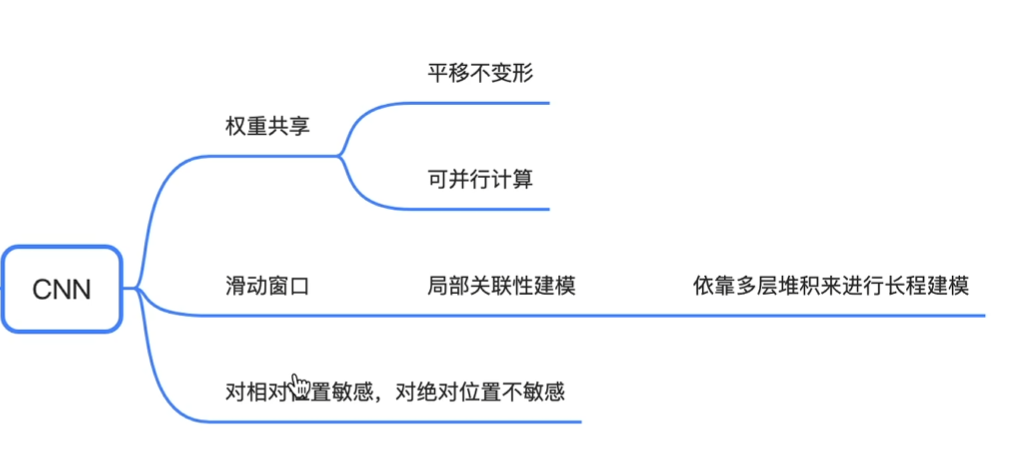 平移不变形
权重共享
可并行计算
CNN
滑动窗口
局部关联性建模
依靠多层堆积来进行长程建模
对相对位置敏感，对绝对位置不敏感